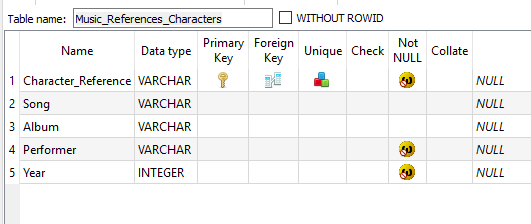 Table name: Music_References_Characters WITHOUT ROWID
Name Data type Primary Key Foreign Key Unique Check Not NULL Collate
1 Character_Reference VARCHAR NULL
2 Song VARCHAR NULL
3 Album VARCHAR NULL
4 Performer VARCHAR NULL
5 Year INTEGER NULL